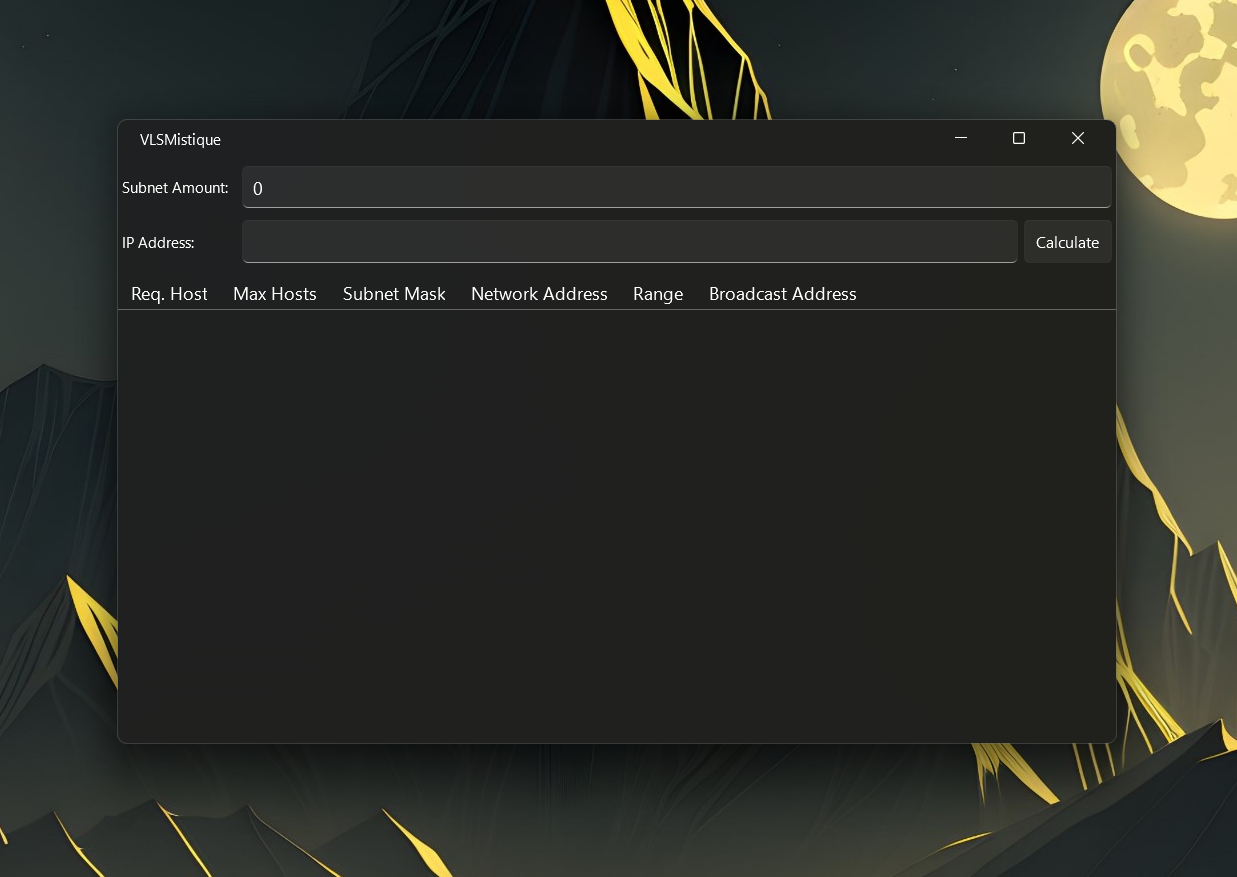 VLSMistique
Subnet Amount: 0
IP Address: Calculate
Req. Host Max Hosts Subnet Mask Network Address Range Broadcast Address